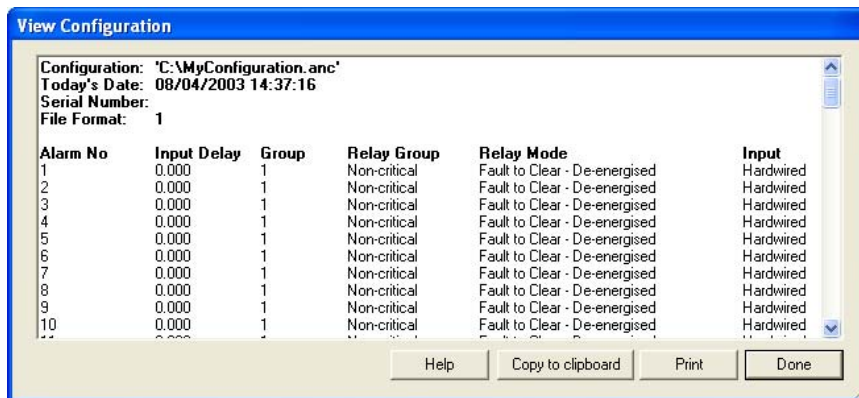 View Configuration
Configuration: 'C:\MyConfiguration.anc'
Today's Date: 08/04/2003 14:37:16
Serial Number:
File Format: 1
Alarm No Input Delay Group Relay Group Relay Mode Input
1 0.000 1 Non-critical Fault to Clear - De-energised Hardwired
2 0.000 1 Non-critical Fault to Clear - De-energised Hardwired
3 0.000 1 Non-critical Fault to Clear - De-energised Hardwired
4 0.000 1 Non-critical Fault to Clear - De-energised Hardwired
5 0.000 1 Non-critical Fault to Clear - De-energised Hardwired
6 0.000 1 Non-critical Fault to Clear - De-energised Hardwired
7 0.000 1 Non-critical Fault to Clear - De-energised Hardwired
8 0.000 1 Non-critical Fault to Clear - De-energised Hardwired
9 0.000 1 Non-critical Fault to Clear - De-energised Hardwired
10 0.000 1 Non-critical Fault to Clear - De-energised Hardwired
Help Copy to clipboard Print Done